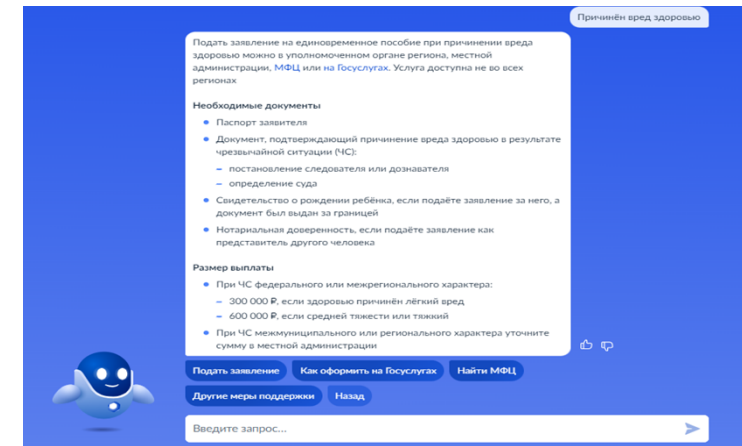 Причинён вред здоровью
Подать заявление на единовременное пособие при причинении вреда
здоровью можно в уполномоченном органе региона, местной
администрации, МФЦ или на Госуслугах. Услуга доступна не во всех
регионах
Необходимые документы
Паспорт заявителя
Документ, подтверждающий причинение вреда здоровью в результате
чрезвычайной ситуации (ЧС):
– постановление следователя или дознавателя
– определение суда
Свидетельство о рождении ребёнка, если подаёте заявление за него, а
документ был выдан за границей
Нотариальная доверенность, если подаёте заявление как
представитель другого человека
Размер выплаты
При ЧС федерального или межрегионального характера:
– 300 000 ₽, если здоровью причинён лёгкий вред
– 600 000 ₽, если средней тяжести или тяжкий
При ЧС межмуниципального или регионального характера уточните
сумму в местной администрации
Подать заявление Как оформить на Госуслугах Найти МФЦ
Другие меры поддержки Назад
Введите запрос...